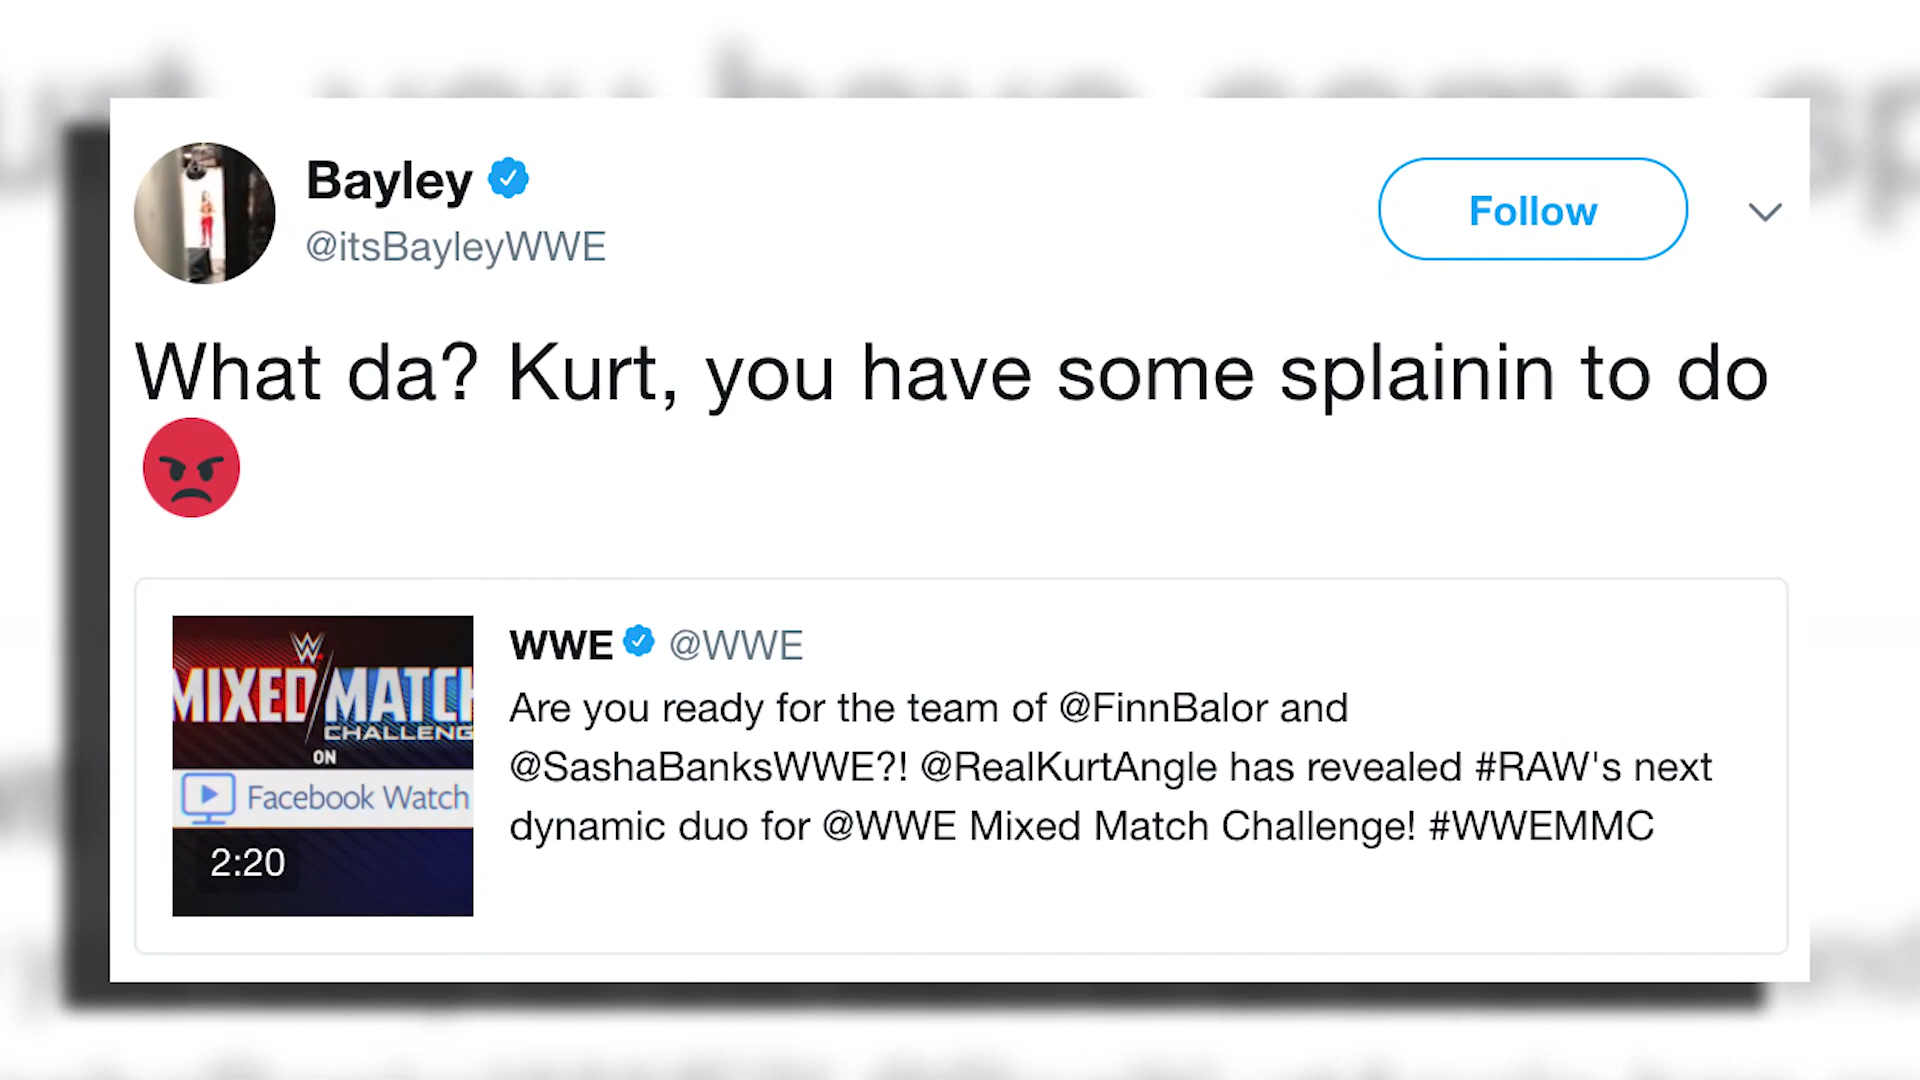 Bayley
@itsBayleyWWE
Follow
What da? Kurt, you have some splainin to do
WWE @WWE
Are you ready for the team of @FinnBalor and
@SashaBanksWWE?! @RealKurtAngle has revealed #RAW's next
dynamic duo for @WWE Mixed Match Challenge! #WWEMMC
W
MIXED MATCH
CHALLENG
ON
Facebook Watch
2:20